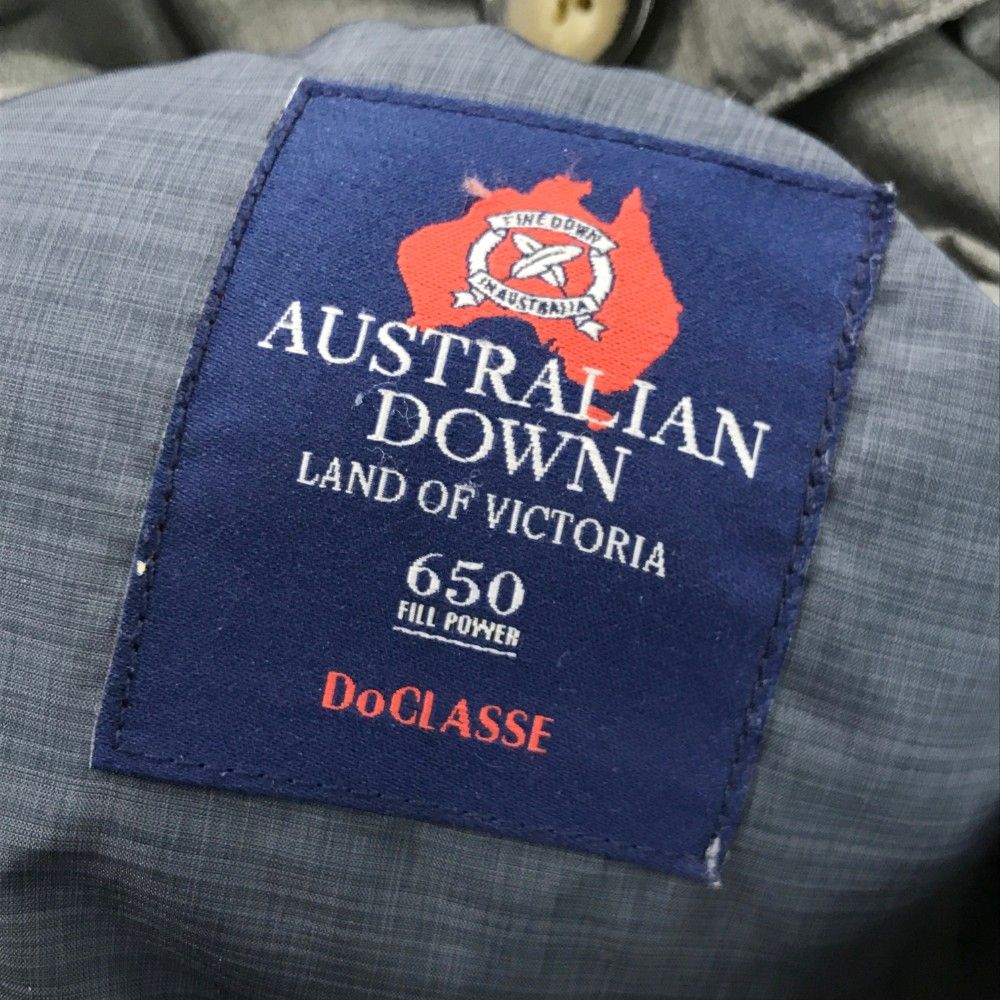 FINE DOWN
IN AUSTRALIA
AUSTRALIAN
DOWN
LAND OF VICTORIA
650
FILL POWER
DoCLASSE